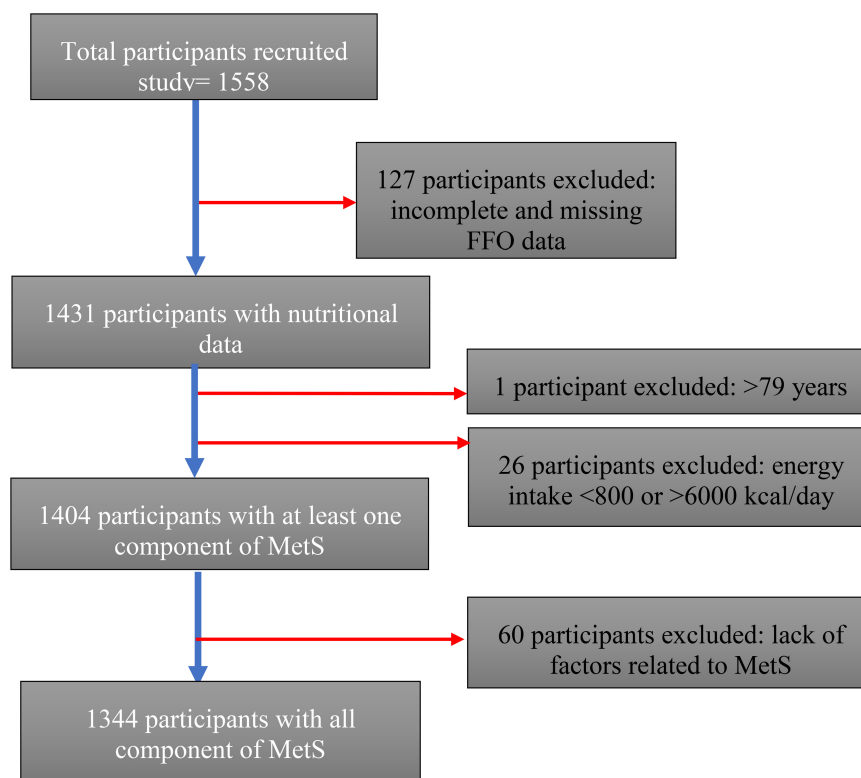 Total participants recruited
study= 1558
127 participants excluded:
incomplete and missing
FFQ data
1431 participants with nutritional
data
1 participant excluded: >79 years
26 participants excluded: energy
intake <800 or >6000 kcal/day
1404 participants with at least one
component of MetS
60 participants excluded: lack of
factors related to MetS
1344 participants with all
component of MetS